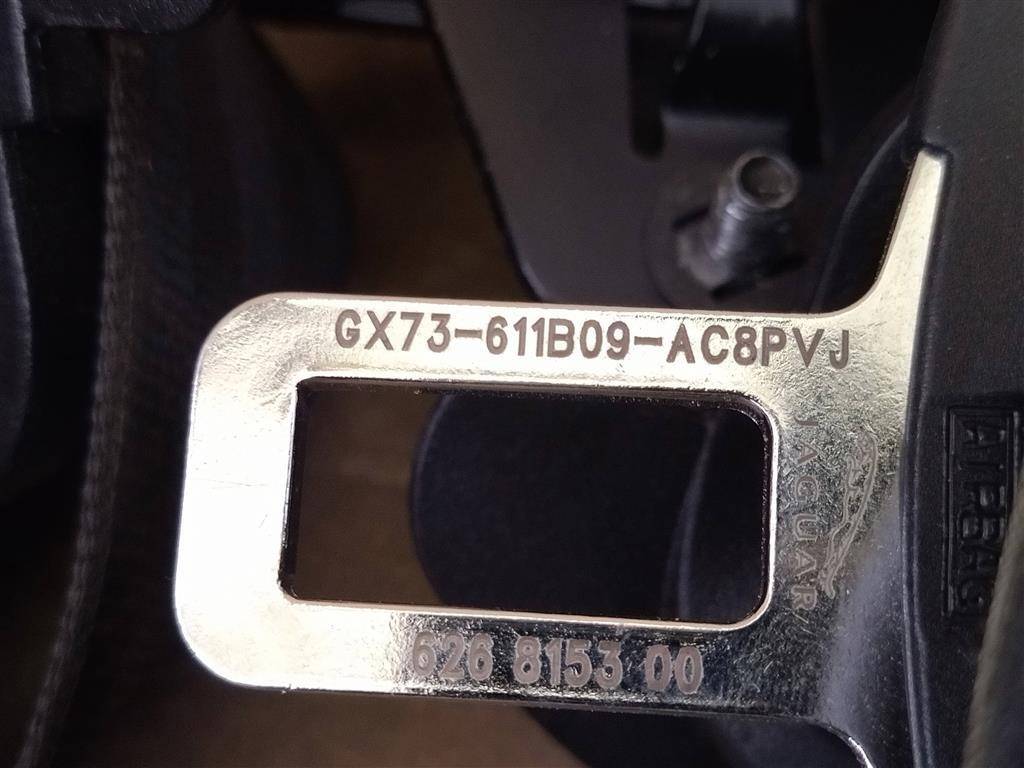 GX73-611B09-AC8PVJ
JAGUAR
AIRBAG
626 8153 00